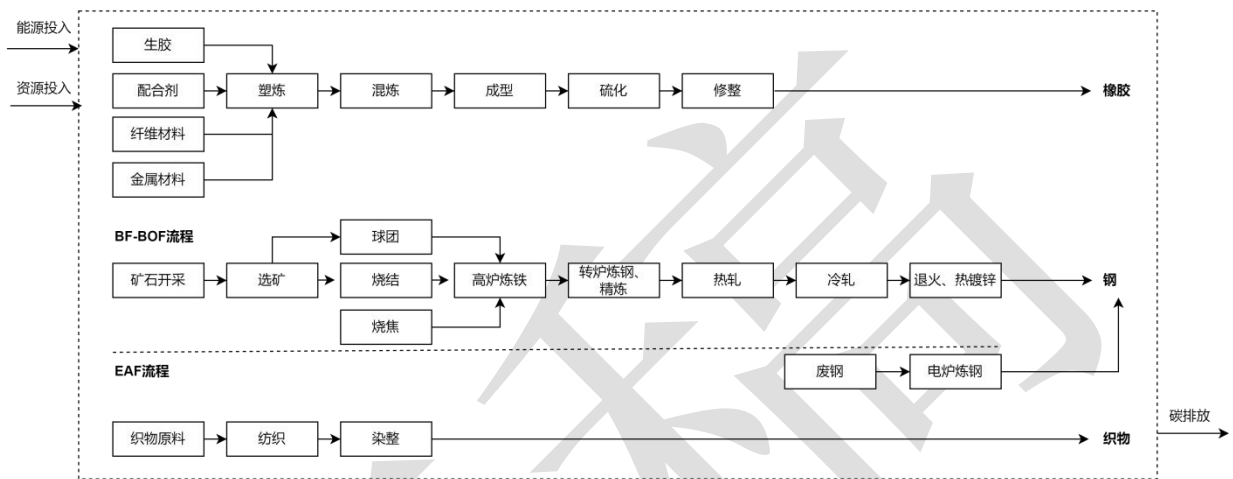 能源投入
资源投入
生胶
配合剂
塑炼
混炼
成型
硫化
修整
橡胶
纤维材料
金属材料
BF-BOF流程
球团
矿石开采
选矿
烧结
高炉炼铁
转炉炼钢、
精炼
热轧
冷轧
退火、热镀锌
钢
烧焦
EAF流程
废钢
电炉炼钢
织物原料
纺织
染整
织物
碳排放